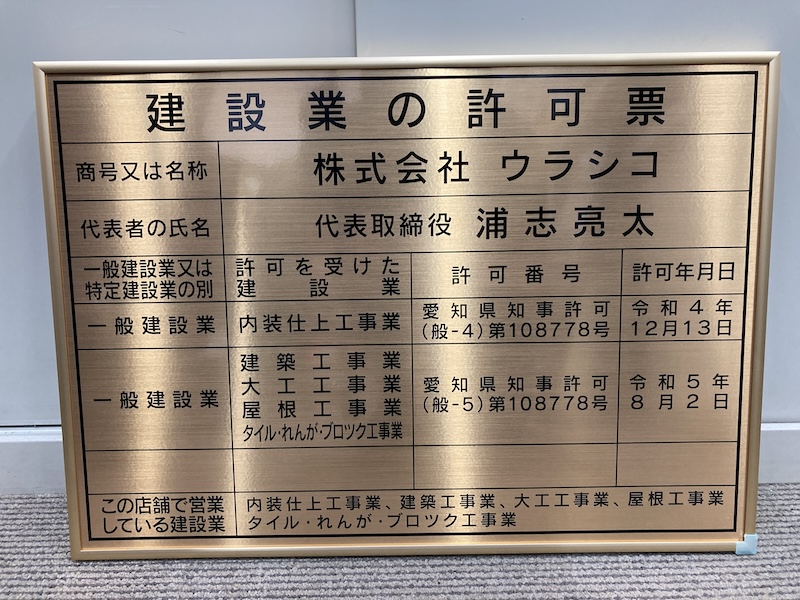 建設業の許可票
商号又は名称 株式会社 ウラシコ
代表者の氏名 代表取締役 浦志亮太
一般建設業又は
特定建設業の別
許可を受けた
建設業
許可番号
許可年月日
一般建設業
内装仕上工事業
愛知県知事許可
(般-4)第108778号
令和4年
12月13日
一般建設業
建築工事業
大工工事業
屋根工事業
タイル・れんが・ブロツク工事業
愛知県知事許可
(般-5)第108778号
令和5年
8月2日
この店舗で営業
している建設業
内装仕上工事業、建築工事業、大工工事業、屋根工事業
タイル・れんが・ブロツク工事業